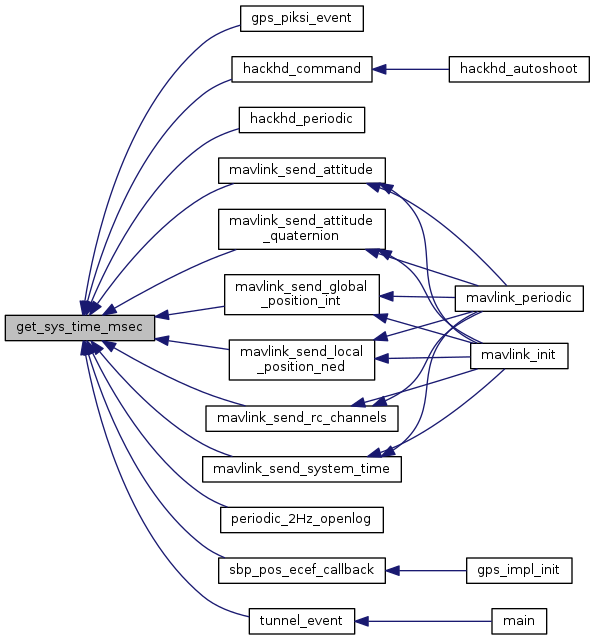 gps_piksi_event
hackhd_command
hackhd_autoshoot
hackhd_periodic
mavlink_send_attitude
mavlink_send_attitude
_quaternion
mavlink_send_global
_position_int
mavlink_periodic
get_sys_time_msec
mavlink_send_local
_position_ned
mavlink_init
mavlink_send_rc_channels
mavlink_send_system_time
periodic_2Hz_openlog
sbp_pos_ecef_callback
gps_impl_init
tunnel_event
main